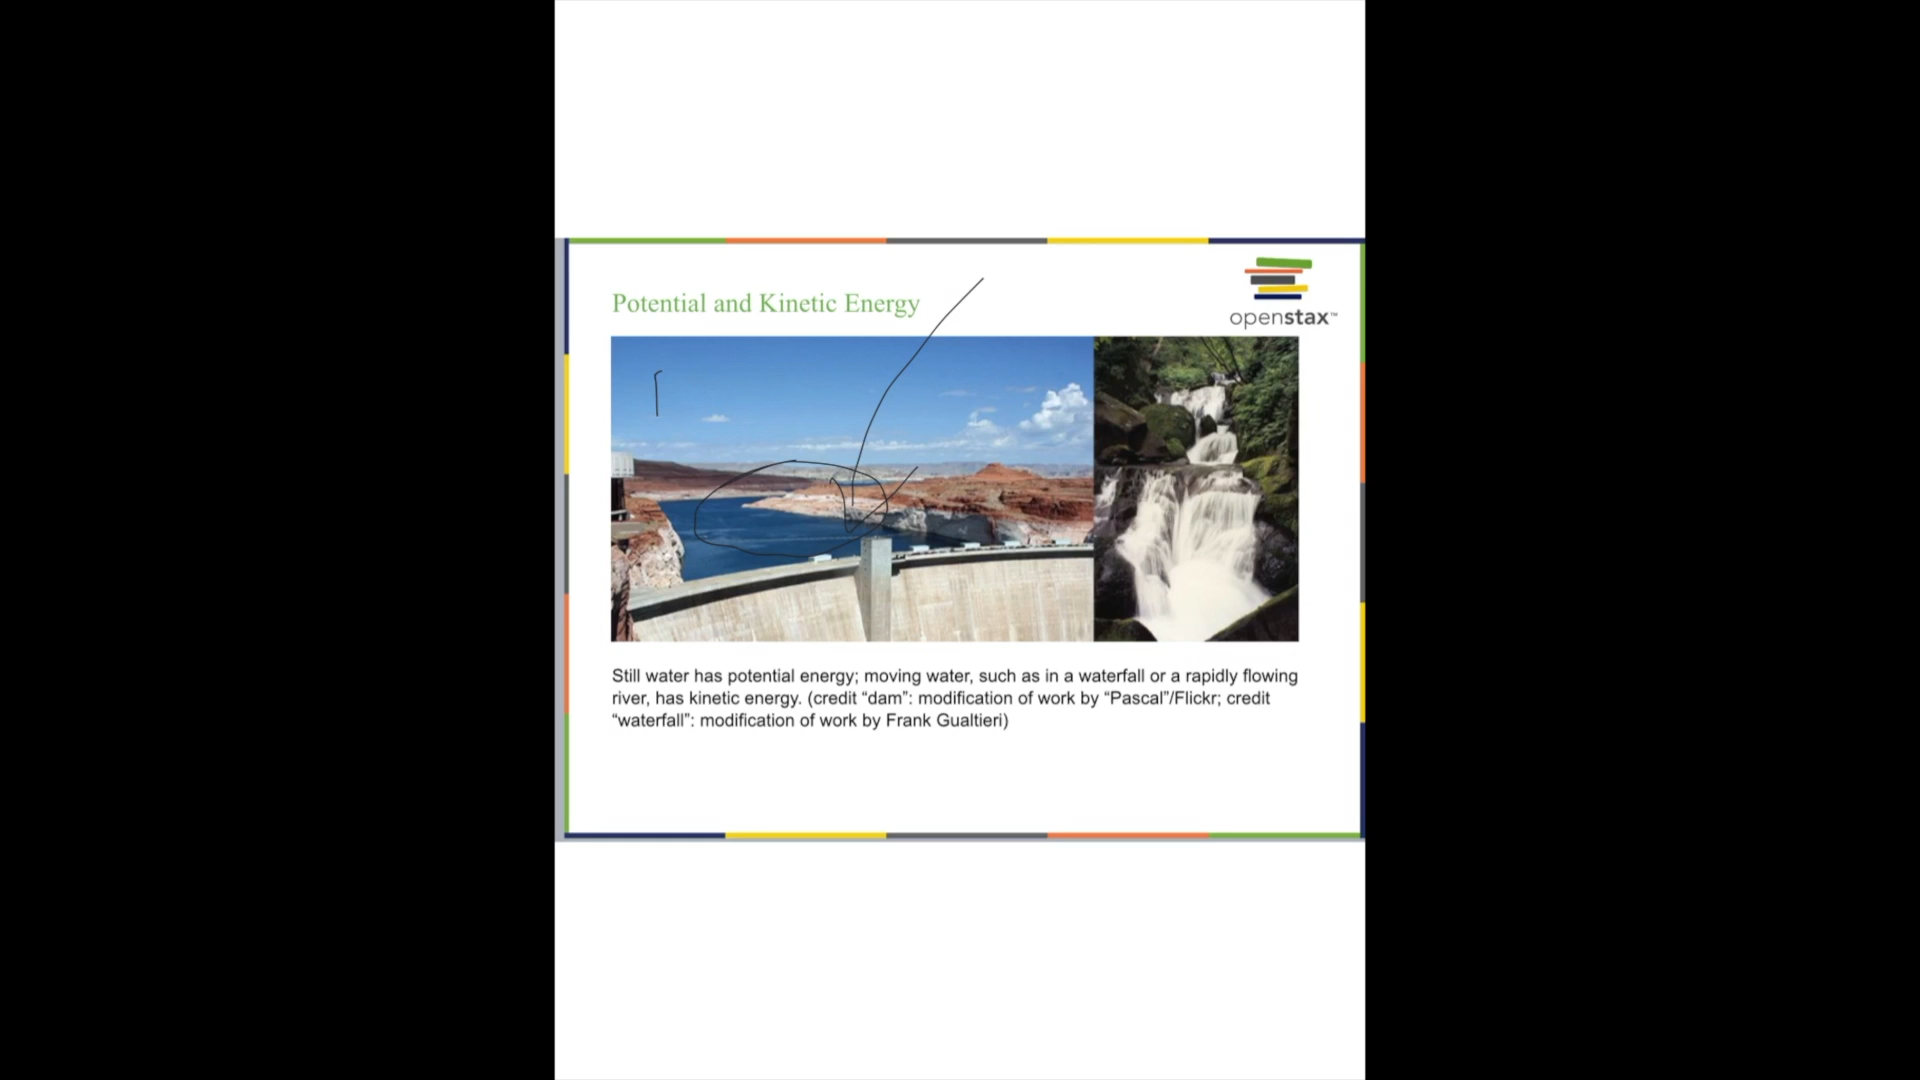 Potential and Kinetic Energy
openstax™
Still water has potential energy; moving water, such as in a waterfall or a rapidly flowing
river, has kinetic energy. (credit “dam”: modification of work by “Pascal”/Flickr; credit
“waterfall”: modification of work by Frank Gualtieri)